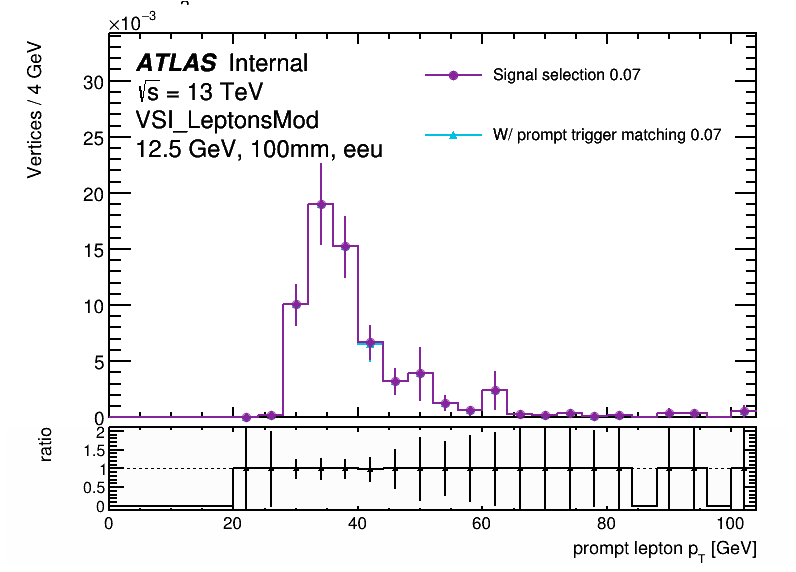 ×10⁻³
ATLAS Internal
√s = 13 TeV
VSI_LeptonsMod
12.5 GeV, 100mm, eeu
Signal selection 0.07
W/ prompt trigger matching 0.07
Vertices / 4 GeV
30
25
20
15
10
5
0
ratio
2
1.5
1
0.5
0
0 20 40 60 80 100
prompt lepton p_T [GeV]